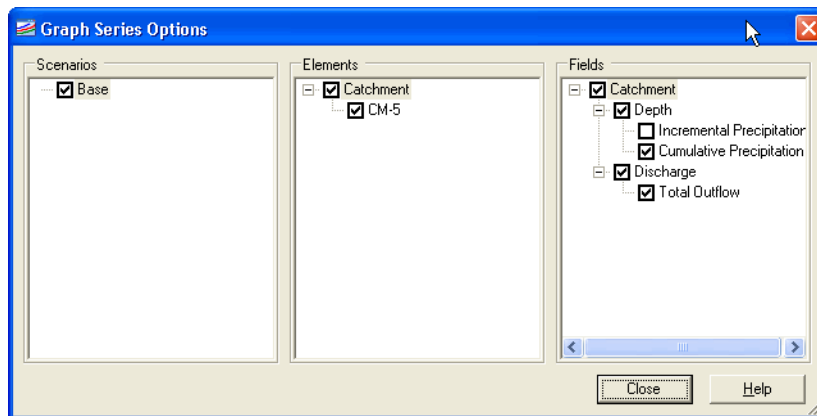 Graph Series Options
Scenarios
Base
Elements
Catchment
CM-5
Fields
Catchment
Depth
Incremental Precipitation
Cumulative Precipitation
Discharge
Total Outflow
Close
Help